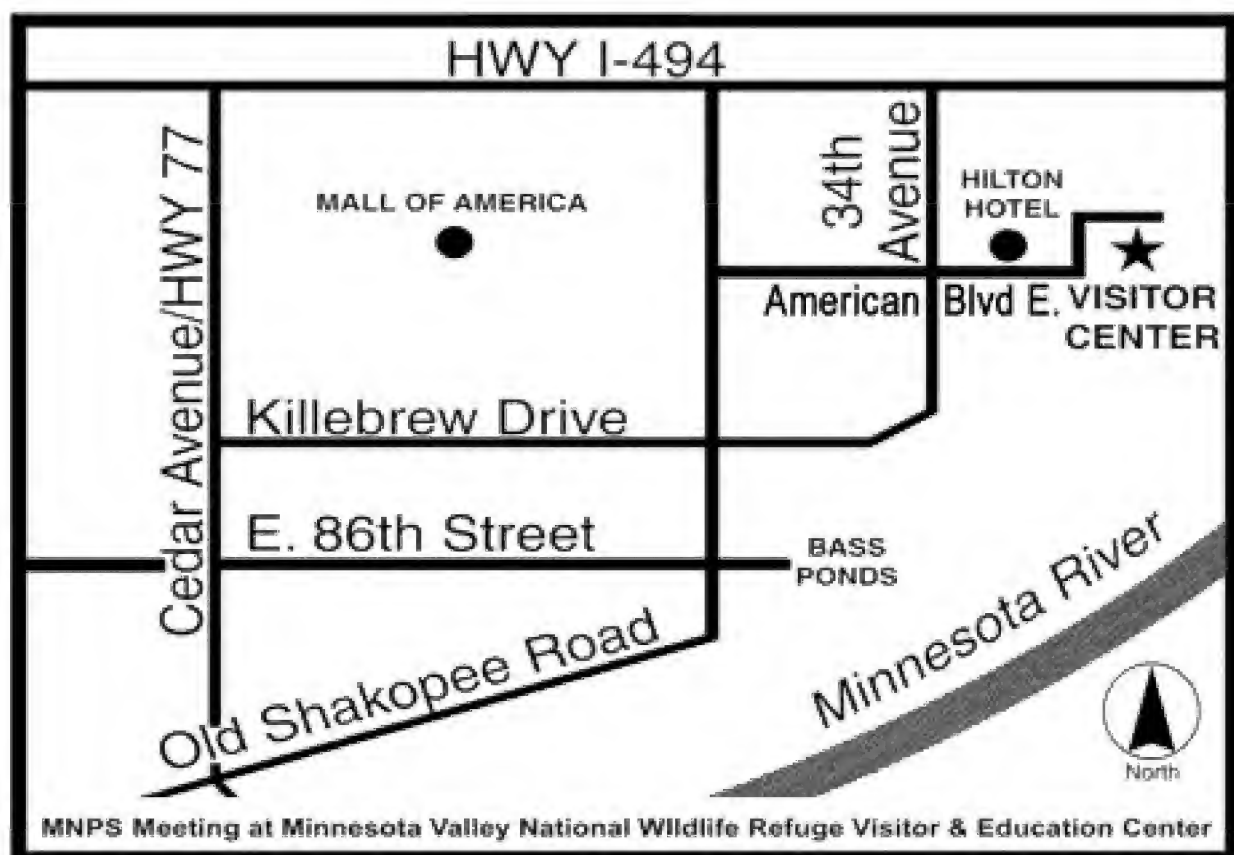 HWY I-494
Cedar Avenue/HWY 77
MALL OF AMERICA
34th
Avenue
HILTON
HOTEL
American Blvd E.
VISITOR
CENTER
Killebrew Drive
E. 86th Street
BASS
PONDS
Old Shakopee Road
Minnesota River
North
MNPS Meeting at Minnesota Valley National Wildlife Refuge Visitor & Education Center